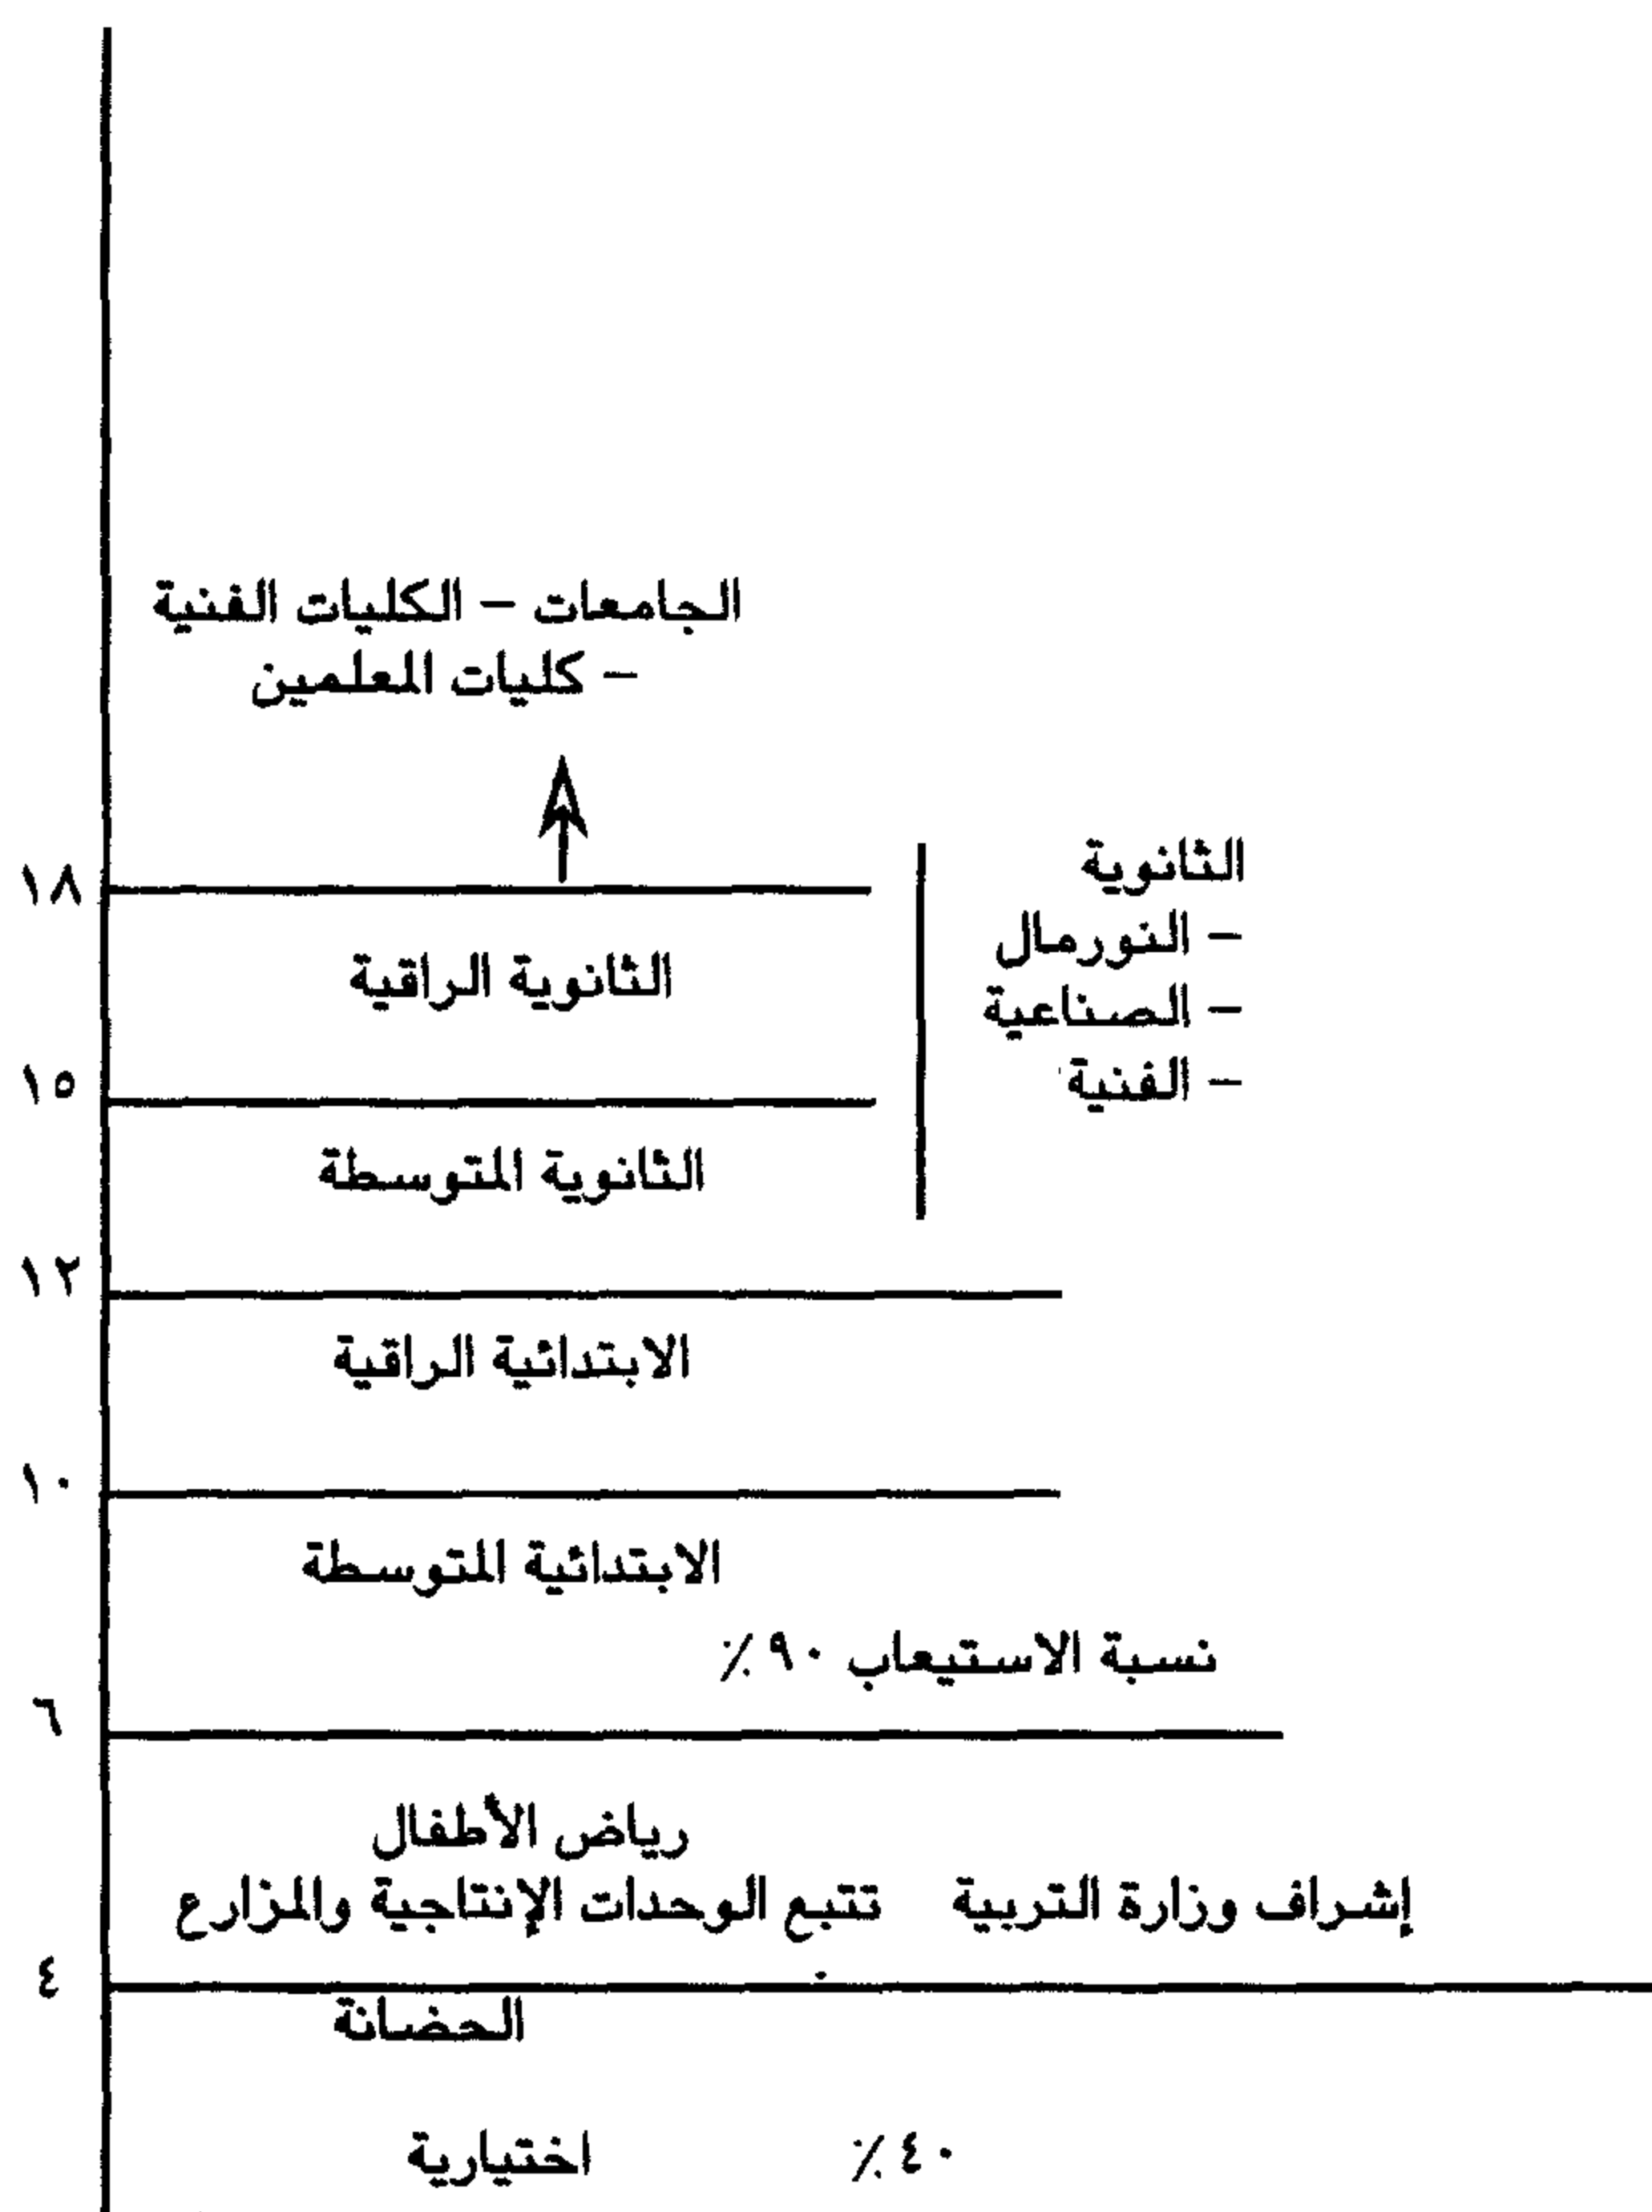 الجامعات – الكليات الفنية
– كليات المعلمين
الثانوية
– النورمال
– الصناعية
– الفنية
١٨
الثانوية الراقية
١٥
الثانوية المتوسطة
١٢
الابتدائية الراقية
١٠
الابتدائية المتوسطة
نسبة الاستيعاب ٩٠٪
٦
رياض الأطفال
إشراف وزارة التربية تتبع الوحدات الإنتاجية والمزارع
٤
الحضانة
٤٠٪ اختيارية